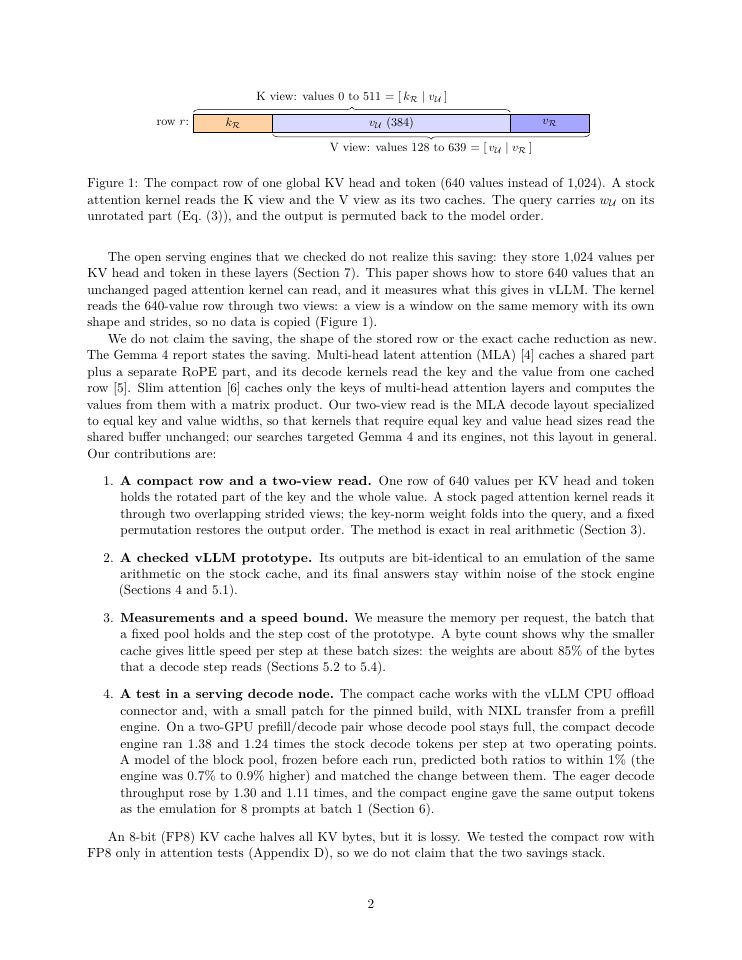 K view: values 0 to 511 = [ k_R | v_U ]
row r: k_R v_U (384) v_R
V view: values 128 to 639 = [ v_U | v_R ]
Figure 1: The compact row of one global KV head and token (640 values instead of 1,024). A stock
attention kernel reads the K view and the V view as its two caches. The query carries w_U on its
unrotated part (Eq. (3)), and the output is permuted back to the model order.
The open serving engines that we checked do not realize this saving: they store 1,024 values per
KV head and token in these layers (Section 7). This paper shows how to store 640 values that an
unchanged paged attention kernel can read, and it measures what this gives in vLLM. The kernel
reads the 640-value row through two views: a view is a window on the same memory with its own
shape and strides, so no data is copied (Figure 1).
We do not claim the saving, the shape of the stored row or the exact cache reduction as new.
The Gemma 4 report states the saving. Multi-head latent attention (MLA) [4] caches a shared part
plus a separate RoPE part, and its decode kernels read the key and the value from one cached
row [5]. Slim attention [6] caches only the keys of multi-head attention layers and computes the
values from them with a matrix product. Our two-view read is the MLA decode layout specialized
to equal key and value widths, so that kernels that require equal key and value head sizes read the
shared buffer unchanged; our searches targeted Gemma 4 and its engines, not this layout in general.
Our contributions are:
1. A compact row and a two-view read. One row of 640 values per KV head and token
holds the rotated part of the key and the whole value. A stock paged attention kernel reads it
through two overlapping strided views; the key-norm weight folds into the query, and a fixed
permutation restores the output order. The method is exact in real arithmetic (Section 3).
2. A checked vLLM prototype. Its outputs are bit-identical to an emulation of the same
arithmetic on the stock cache, and its final answers stay within noise of the stock engine
(Sections 4 and 5.1).
3. Measurements and a speed bound. We measure the memory per request, the batch that
a fixed pool holds and the step cost of the prototype. A byte count shows why the smaller
cache gives little speed per step at these batch sizes: the weights are about 85% of the bytes
that a decode step reads (Sections 5.2 to 5.4).
4. A test in a serving decode node. The compact cache works with the vLLM CPU offload
connector and, with a small patch for the pinned build, with NIXL transfer from a prefill
engine. On a two-GPU prefill/decode pair whose decode pool stays full, the compact decode
engine ran 1.38 and 1.24 times the stock decode tokens per step at two operating points.
A model of the block pool, frozen before each run, predicted both ratios to within 1% (the
engine was 0.7% to 0.9% higher) and matched the change between them. The eager decode
throughput rose by 1.30 and 1.11 times, and the compact engine gave the same output tokens
as the emulation for 8 prompts at batch 1 (Section 6).
An 8-bit (FP8) KV cache halves all KV bytes, but it is lossy. We tested the compact row with
FP8 only in attention tests (Appendix D), so we do not claim that the two savings stack.
2